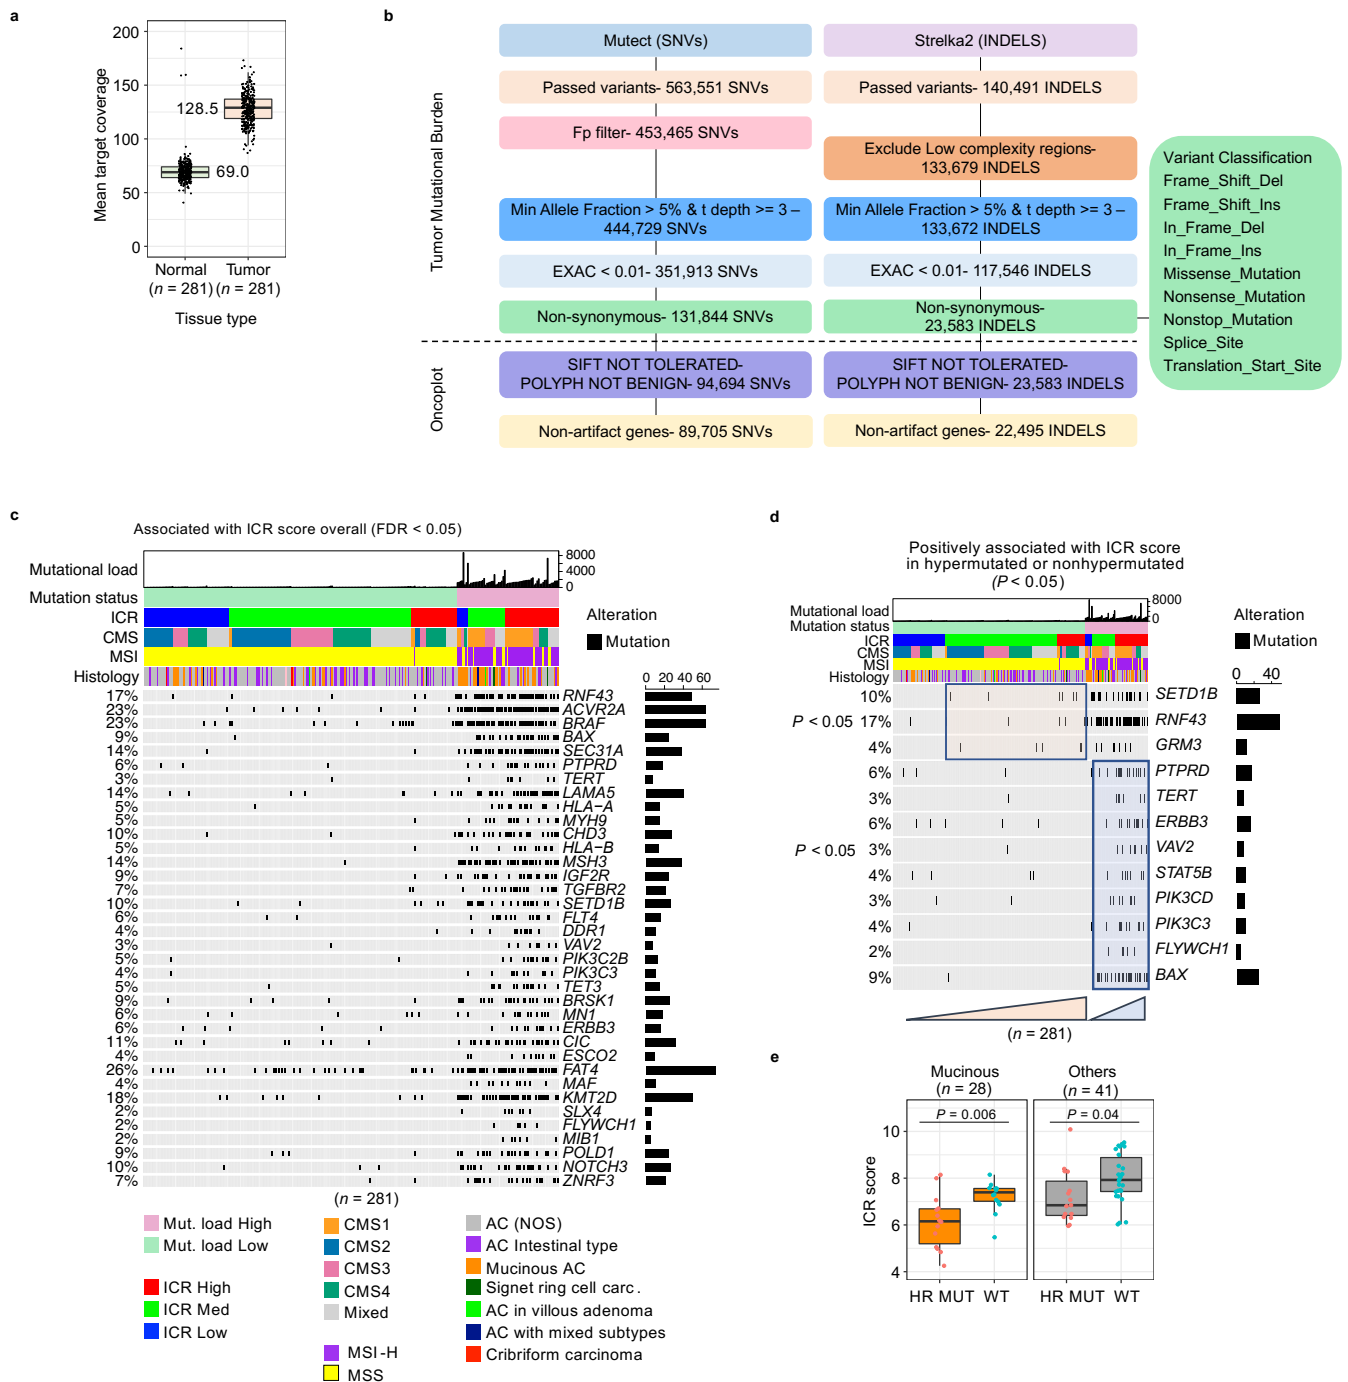 a
200
150
100
50
0
Mean target coverage
128.5
69.0
Normal
(n = 281)
Tumor
(n = 281)
Tissue type
b
Tumor Mutational Burden
Oncoplot
Mutect (SNVs)
Strelka2 (INDELS)
Passed variants- 563,551 SNVs
Passed variants- 140,491 INDELS
Fp filter- 453,465 SNVs
Exclude Low complexity regions-
133,679 INDELS
Min Allele Fraction > 5% & t depth >= 3 –
444,729 SNVs
Min Allele Fraction > 5% & t depth >= 3 –
133,672 INDELS
EXAC < 0.01- 351,913 SNVs
EXAC < 0.01- 117,546 INDELS
Non-synonymous- 131,844 SNVs
Non-synonymous-
23,583 INDELS
SIFT NOT TOLERATED-
POLYPH NOT BENIGN- 94,694 SNVs
SIFT NOT TOLERATED-
POLYPH NOT BENIGN- 23,583 INDELS
Non-artifact genes- 89,705 SNVs
Non-artifact genes- 22,495 INDELS
Variant Classification
Frame_Shift_Del
Frame_Shift_Ins
In_Frame_Del
In_Frame_Ins
Missense_Mutation
Nonsense_Mutation
Nonstop_Mutation
Splice_Site
Translation_Start_Site
c
Associated with ICR score overall (FDR < 0.05)
Mutational load
8000
4000
0
Mutation status
ICR
CMS
MSI
Histology
Alteration
Mutation
0 20 40 60
17% RNF43
23% ACVR2A
23% BRAF
9% BAX
14% SEC31A
6% PTPRD
3% TERT
14% LAMA5
5% HLA−A
5% MYH9
10% CHD3
5% HLA−B
14% MSH3
9% IGF2R
7% TGFBR2
10% SETD1B
6% FLT4
4% DDR1
3% VAV2
5% PIK3C2B
4% PIK3C3
5% TET3
9% BRSK1
6% MN1
6% ERBB3
11% CIC
4% ESCO2
26% FAT4
4% MAF
18% KMT2D
2% SLX4
2% FLYWCH1
2% MIB1
9% POLD1
10% NOTCH3
7% ZNRF3
(n = 281)
Mut. load High
Mut. load Low
ICR High
ICR Med
ICR Low
CMS1
CMS2
CMS3
CMS4
Mixed
MSI-H
MSS
AC (NOS)
AC Intestinal type
Mucinous AC
Signet ring cell carc.
AC in villous adenoma
AC with mixed subtypes
Cribriform carcinoma
d
Positively associated with ICR score
in hypermutated or nonhypermutated
(P < 0.05)
Mutational load
8000
0
Mutation status
ICR
CMS
MSI
Histology
Alteration
Mutation
0 40
10% SETD1B
P < 0.05 17% RNF43
4% GRM3
6% PTPRD
3% TERT
6% ERBB3
P < 0.05 3% VAV2
4% STAT5B
3% PIK3CD
4% PIK3C3
2% FLYWCH1
9% BAX
(n = 281)
e
Mucinous
(n = 28)
Others
(n = 41)
P = 0.006
P = 0.04
10
8
6
4
ICR score
HR MUT WT
HR MUT WT